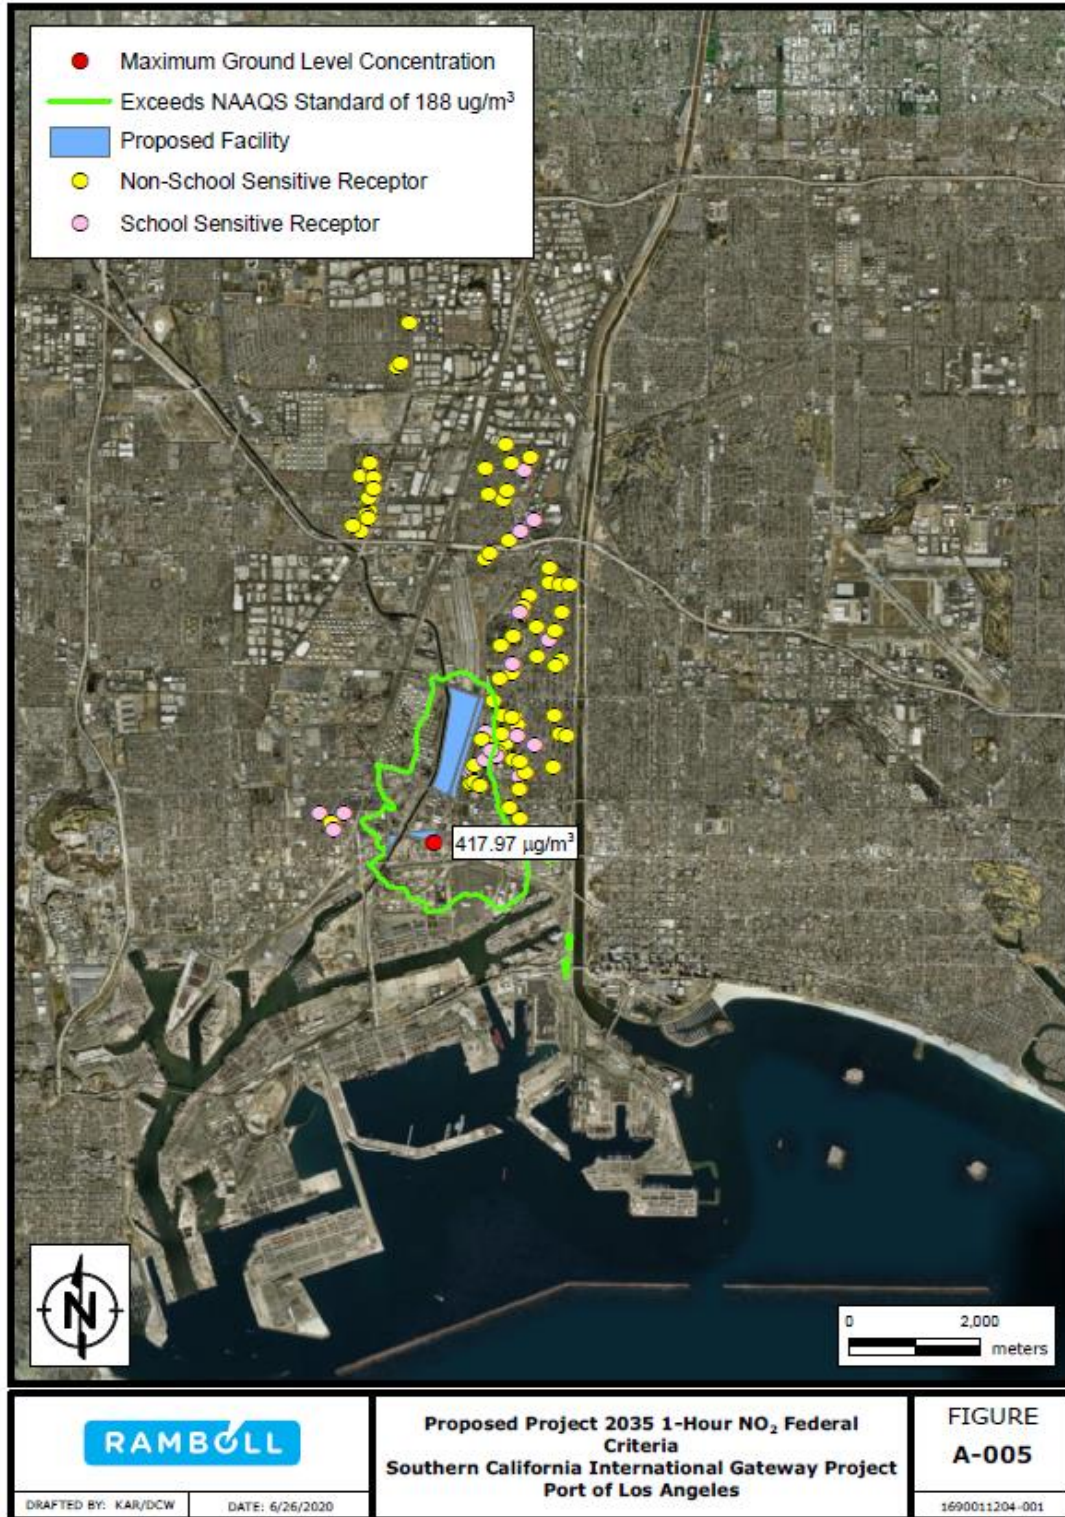 Maximum Ground Level Concentration
Exceeds NAAQS Standard of 188 ug/m³
Proposed Facility
Non-School Sensitive Receptor
School Sensitive Receptor
417.97 µg/m³
N
0 2,000
meters
RAMBOLL
DRAFTED BY: KAR/DCW
DATE: 6/26/2020
Proposed Project 2035 1-Hour NO₂ Federal
Criteria
Southern California International Gateway Project
Port of Los Angeles
FIGURE
A-005
1690011204-001